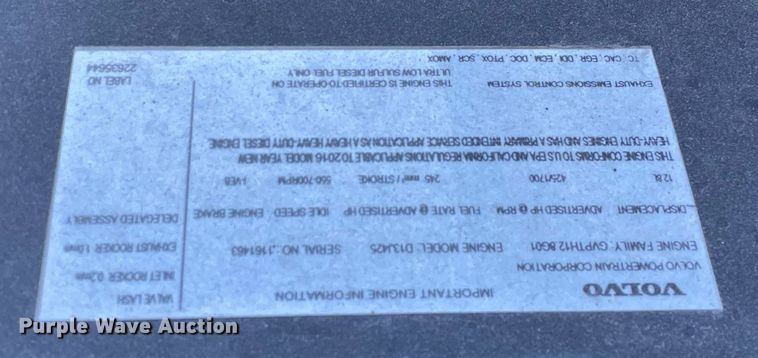 VOLVO
IMPORTANT ENGINE INFORMATION
VALVE LASH
VOLVO POWERTRAIN CORPORATION
INLET ROCKER 0.2mm
ENGINE FAMILY: GVPTH12.8G01 ENGINE MODEL: D13J425 SERIAL NO.:1161463
EXHAUST ROCKER 1.0mm
DISPLACEMENT ADVERTISED HP @ RPM FUEL RATE @ ADVERTISED HP IDLE SPEED ENGINE BRAKE
DELEGATED ASSEMBLY
12.8L 425/1700 245 mm³ / STROKE 550-700RPM I-VEB
THIS ENGINE CONFORMS TO US EPA AND CALIFORNIA REGULATIONS APPLICABLE TO 2016 MODEL YEAR NEW
HEAVY-DUTY ENGINES AND HAS A PRIMARY INTENDED SERVICE APPLICATION AS A HEAVY HEAVY-DUTY DIESEL ENGINE
EXHAUST EMISSIONS CONTROL SYSTEM THIS ENGINE IS CERTIFIED TO OPERATE ON
ULTRA LOW SULFUR DIESEL FUEL ONLY
LABEL NO
TC, CAC, EGR, DDI, ECM, DOC, PTOX, SCR, AMOX
22635644
Purple Wave Auction